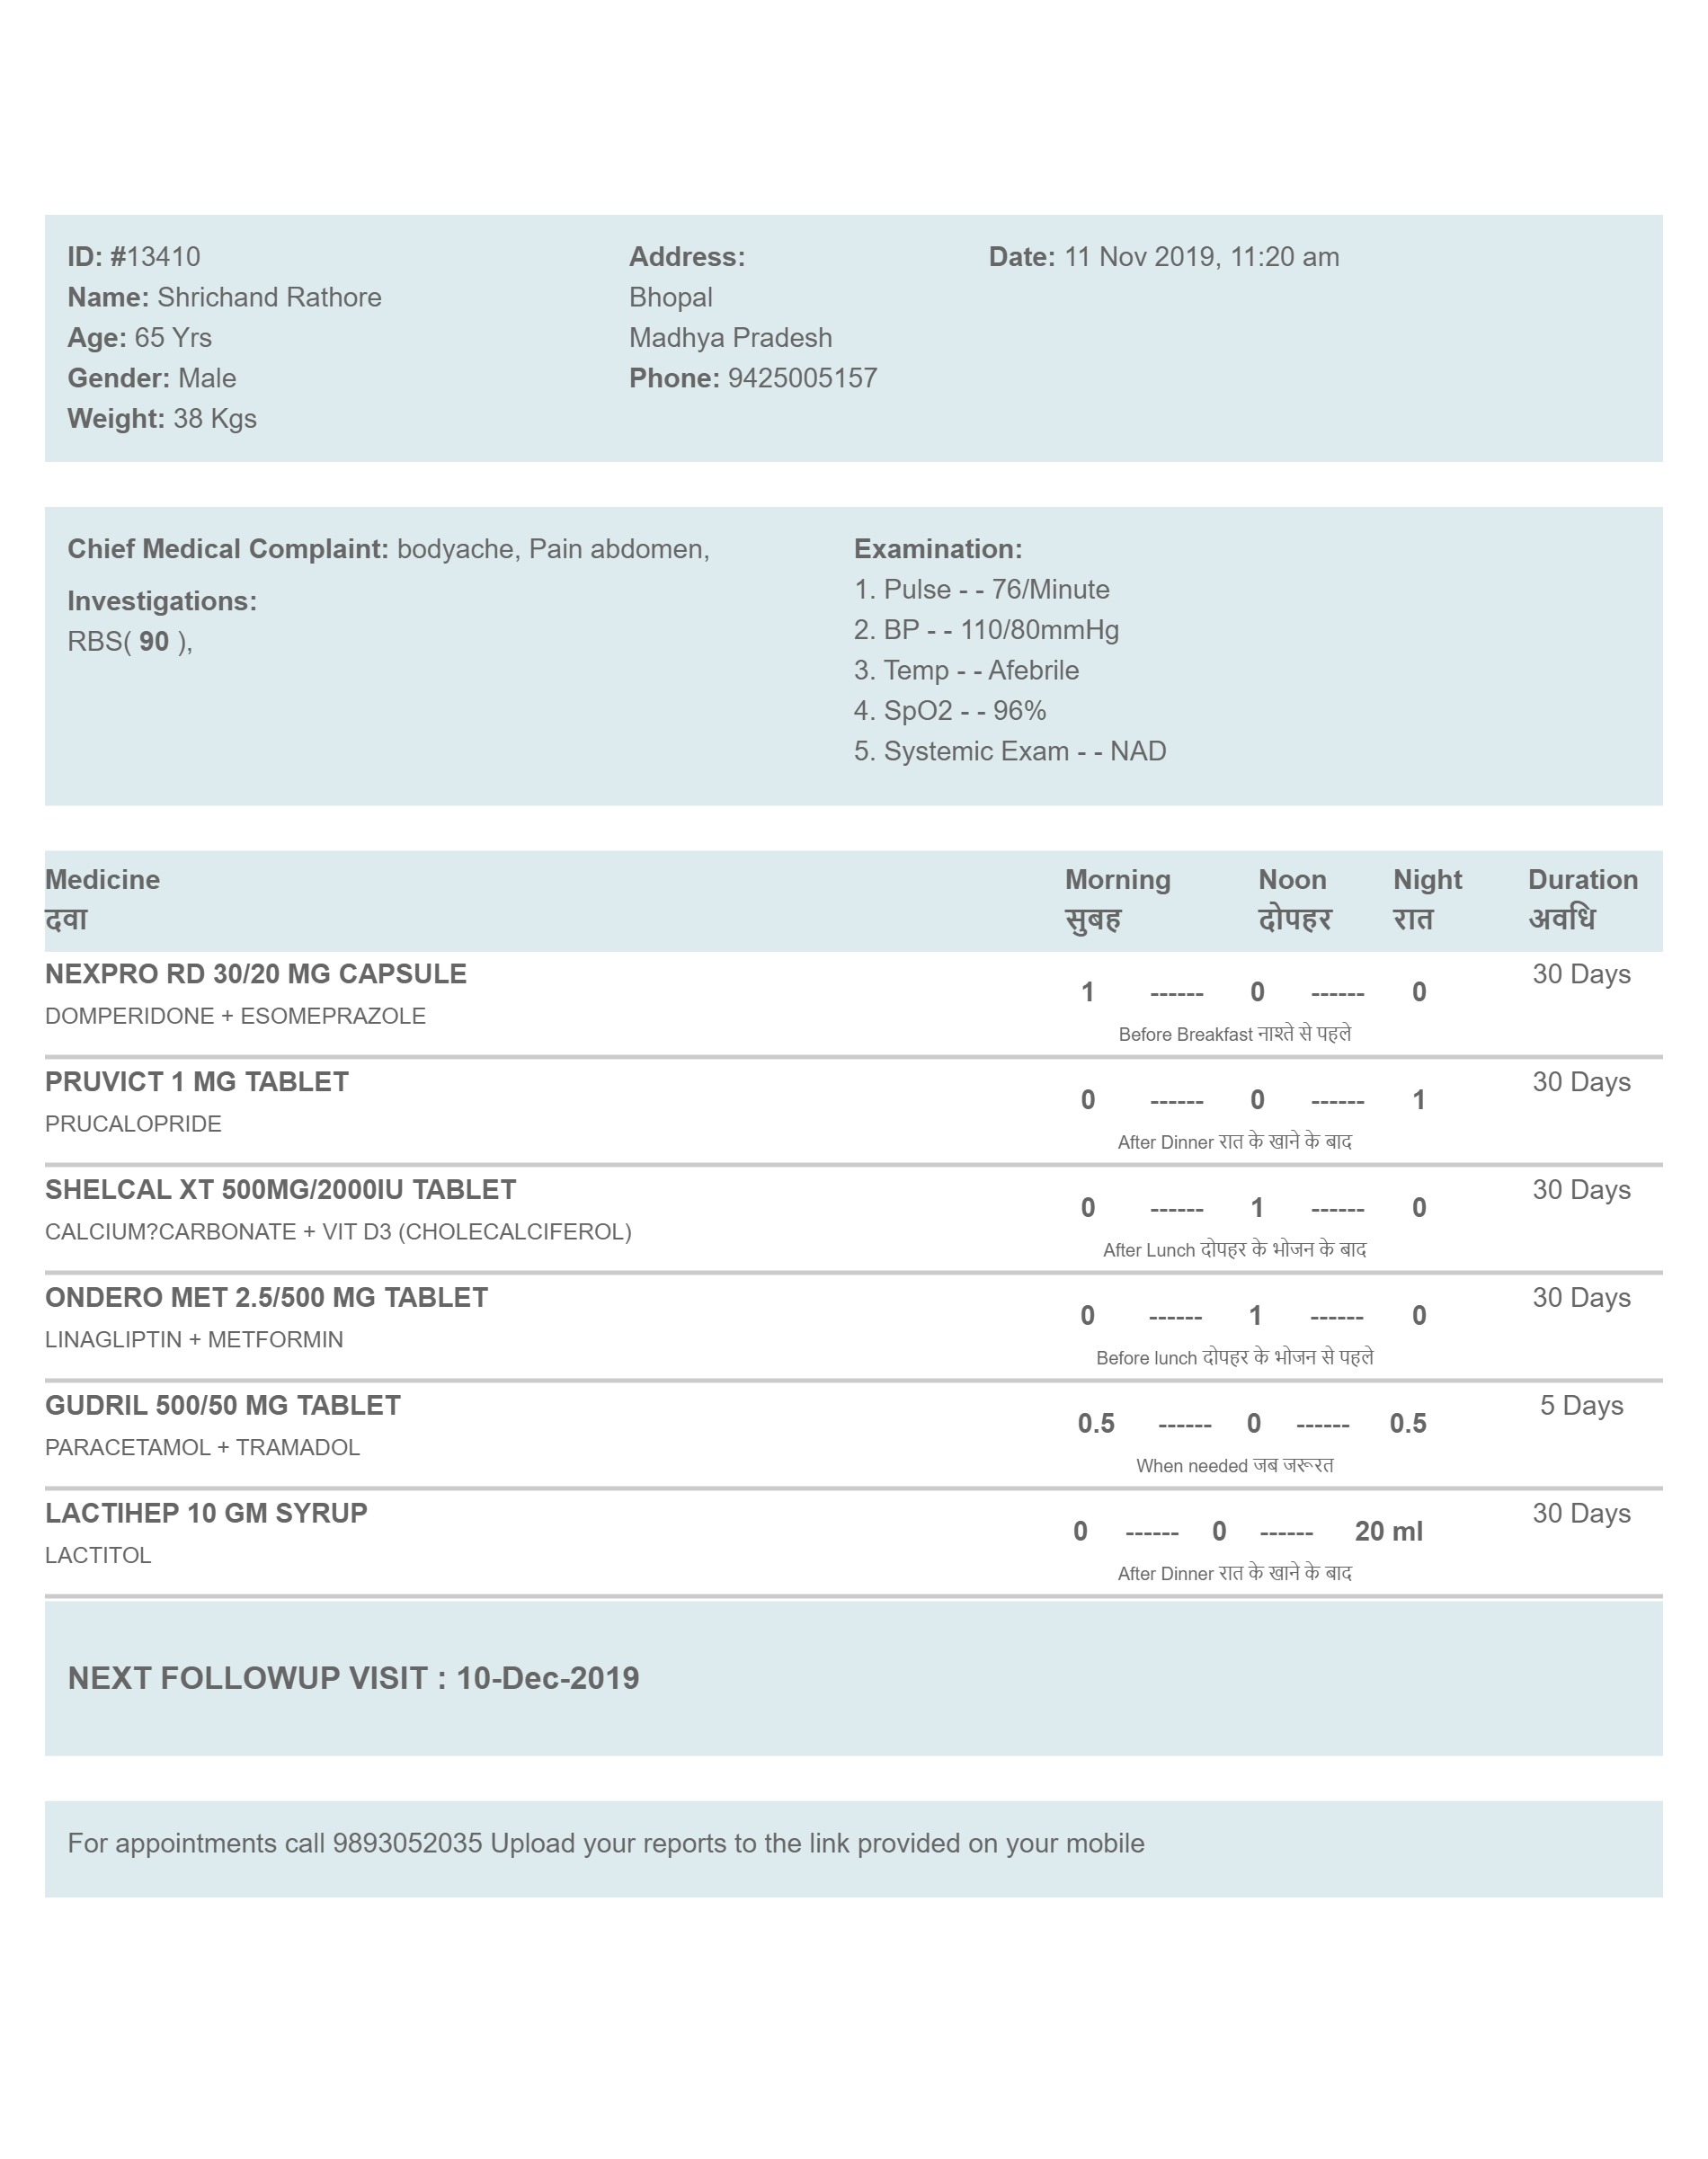 ID: #13410
Name: Shrichand Rathore
Age: 65 Yrs
Gender: Male
Weight: 38 Kgs
Address:
Bhopal
Madhya Pradesh
Phone: 9425005157
Date: 11 Nov 2019, 11:20 am
Chief Medical Complaint: bodyache, Pain abdomen,
Investigations:
RBS( 90 ),
Examination:
1. Pulse - - 76/Minute
2. BP - - 110/80mmHg
3. Temp - - Afebrile
4. SpO2 - - 96%
5. Systemic Exam - - NAD
Medicine Morning Noon Night Duration
दवा सुबह दोपहर रात अवधि
NEXPRO RD 30/20 MG CAPSULE 30 Days
1 ------ 0 ------ 0
DOMPERIDONE + ESOMEPRAZOLE
Before Breakfast नाश्ते से पहले
PRUVICT 1 MG TABLET 30 Days
0 ------ 0 ------ 1
PRUCALOPRIDE
After Dinner रात के खाने के बाद
SHELCAL XT 500MG/2000IU TABLET 30 Days
0 ------ 1 ------ 0
CALCIUM?CARBONATE + VIT D3 (CHOLECALCIFEROL)
After Lunch दोपहर के भोजन के बाद
ONDERO MET 2.5/500 MG TABLET 30 Days
0 ------ 1 ------ 0
LINAGLIPTIN + METFORMIN
Before lunch दोपहर के भोजन से पहले
GUDRIL 500/50 MG TABLET 5 Days
0.5 ------ 0 ------ 0.5
PARACETAMOL + TRAMADOL
When needed जब जरूरत
LACTIHEP 10 GM SYRUP 30 Days
0 ------ 0 ------ 20 ml
LACTITOL
After Dinner रात के खाने के बाद
NEXT FOLLOWUP VISIT : 10-Dec-2019
For appointments call 9893052035 Upload your reports to the link provided on your mobile